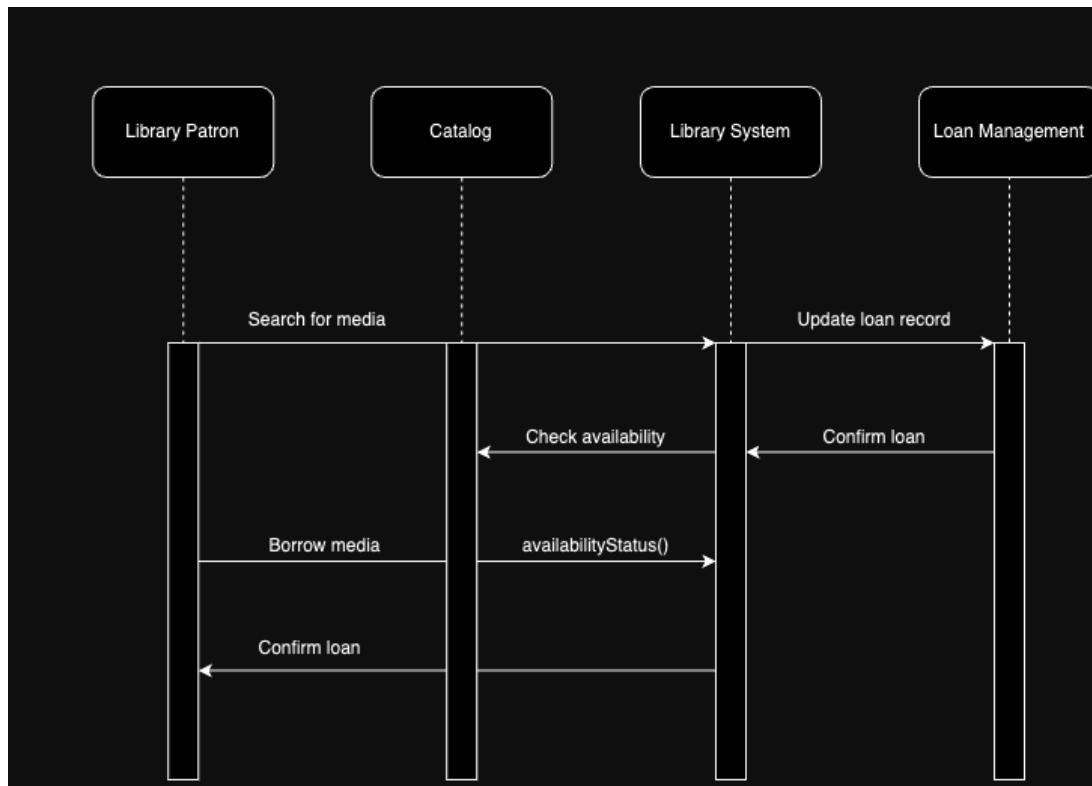 Library Patron
Catalog
Library System
Loan Management
Search for media
Update loan record
Check availability
Confirm loan
Borrow media
availabilityStatus()
Confirm loan